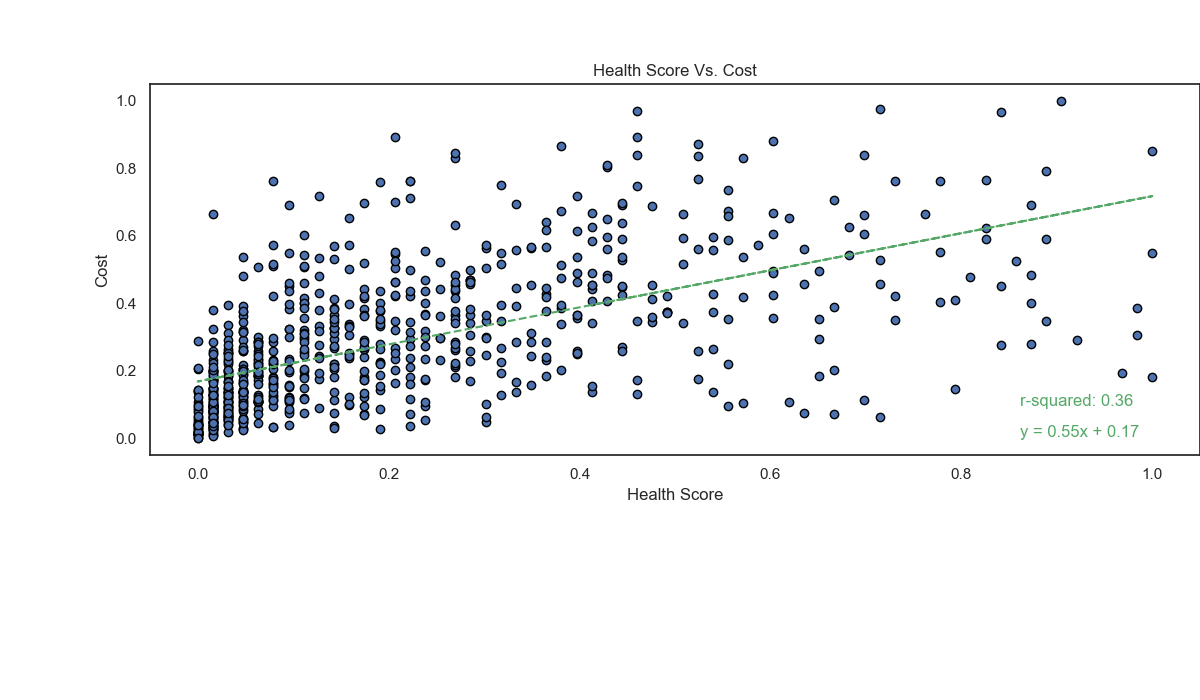 Health Score Vs. Cost
1.0
0.8
0.6
0.4
0.2
0.0
Cost
r-squared: 0.36
y = 0.55x + 0.17
0.0 0.2 0.4 0.6 0.8 1.0
Health Score